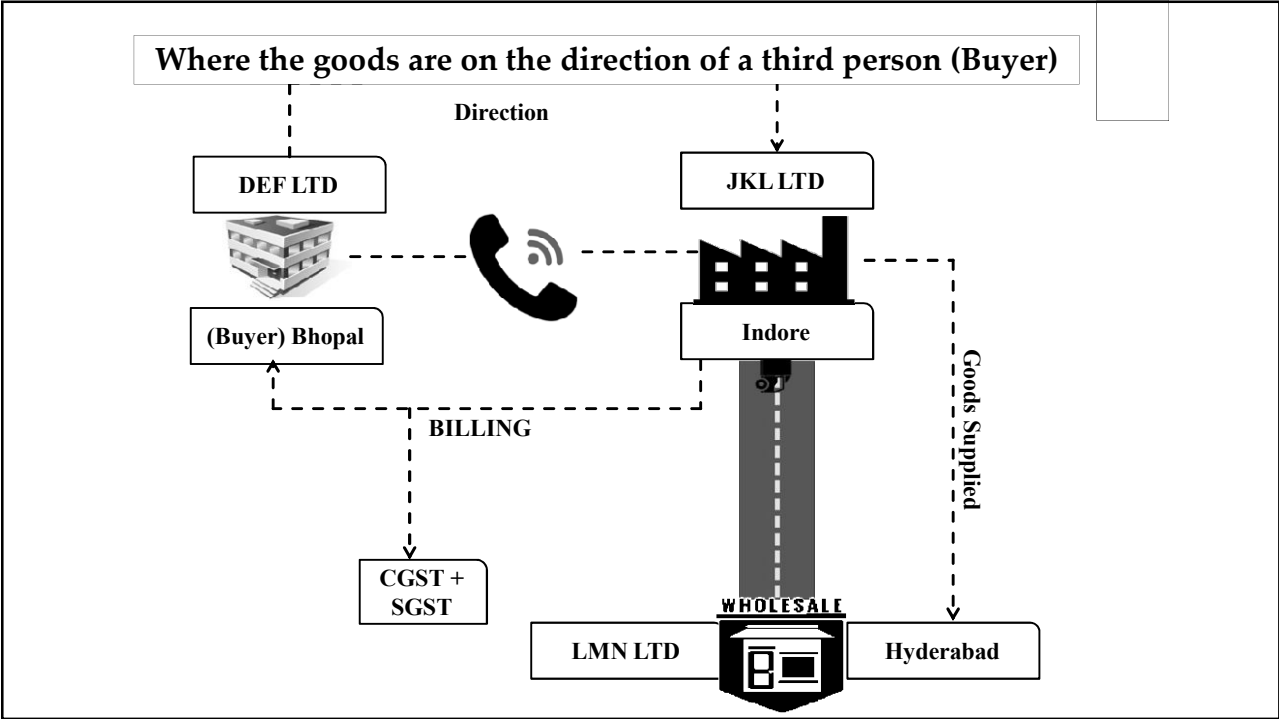 Where the goods are on the direction of a third person (Buyer)
Direction
DEF LTD
JKL LTD
(Buyer) Bhopal
Indore
Goods Supplied
BILLING
CGST +
SGST
WHOLESALE
LMN LTD
Hyderabad